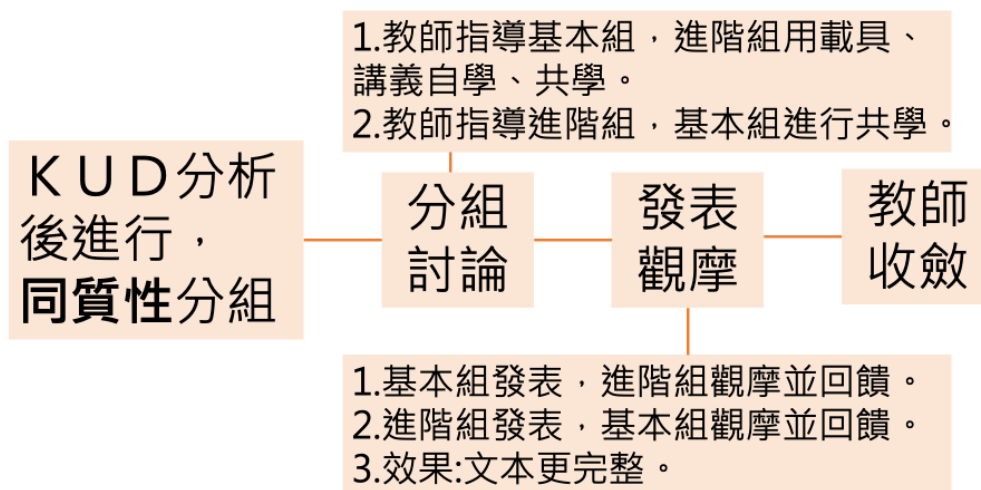 1.教師指導基本組，進階組用載具、
講義自學、共學。
2.教師指導進階組，基本組進行共學。
ＫＵＤ分析
後進行，
同質性分組
分組
討論
發表
觀摩
教師
收斂
1.基本組發表，進階組觀摩並回饋。
2.進階組發表，基本組觀摩並回饋。
3.效果:文本更完整。